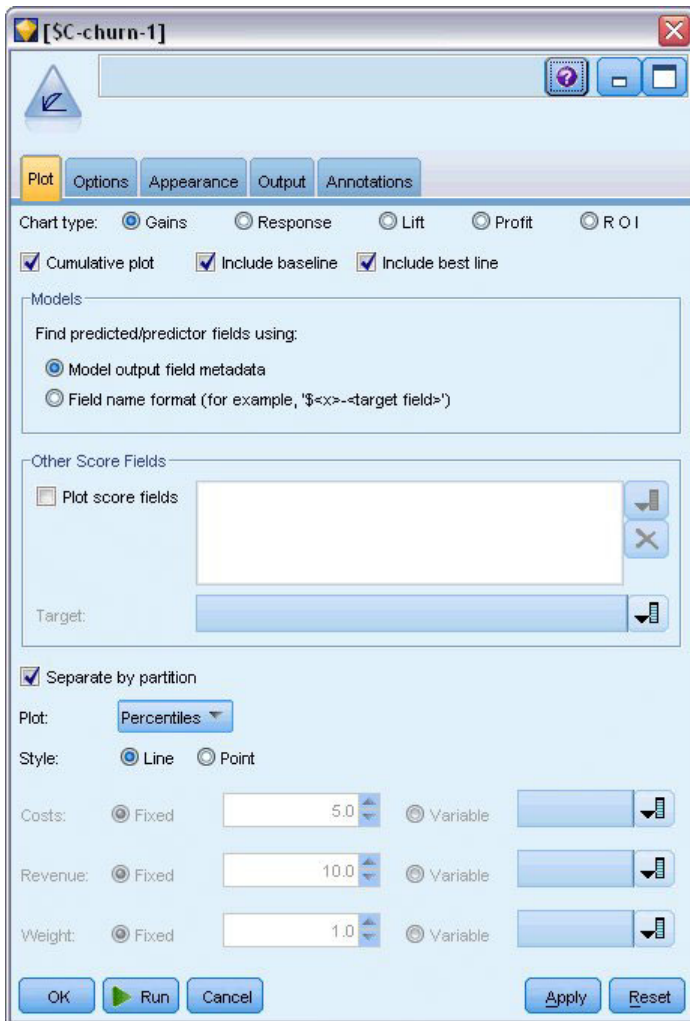 [$C-churn-1]
?
Plot Options Appearance Output Annotations
Chart type: Gains Response Lift Profit R O I
Cumulative plot Include baseline Include best line
Models
Find predicted/predictor fields using:
Model output field metadata
Field name format (for example, '$<x>-<target field>')
Other Score Fields
Plot score fields
Target:
Separate by partition
Plot: Percentiles
Style: Line Point
Costs: Fixed 5.0 Variable
Revenue: Fixed 10.0 Variable
Weight: Fixed 1.0 Variable
OK Run Cancel Apply Reset